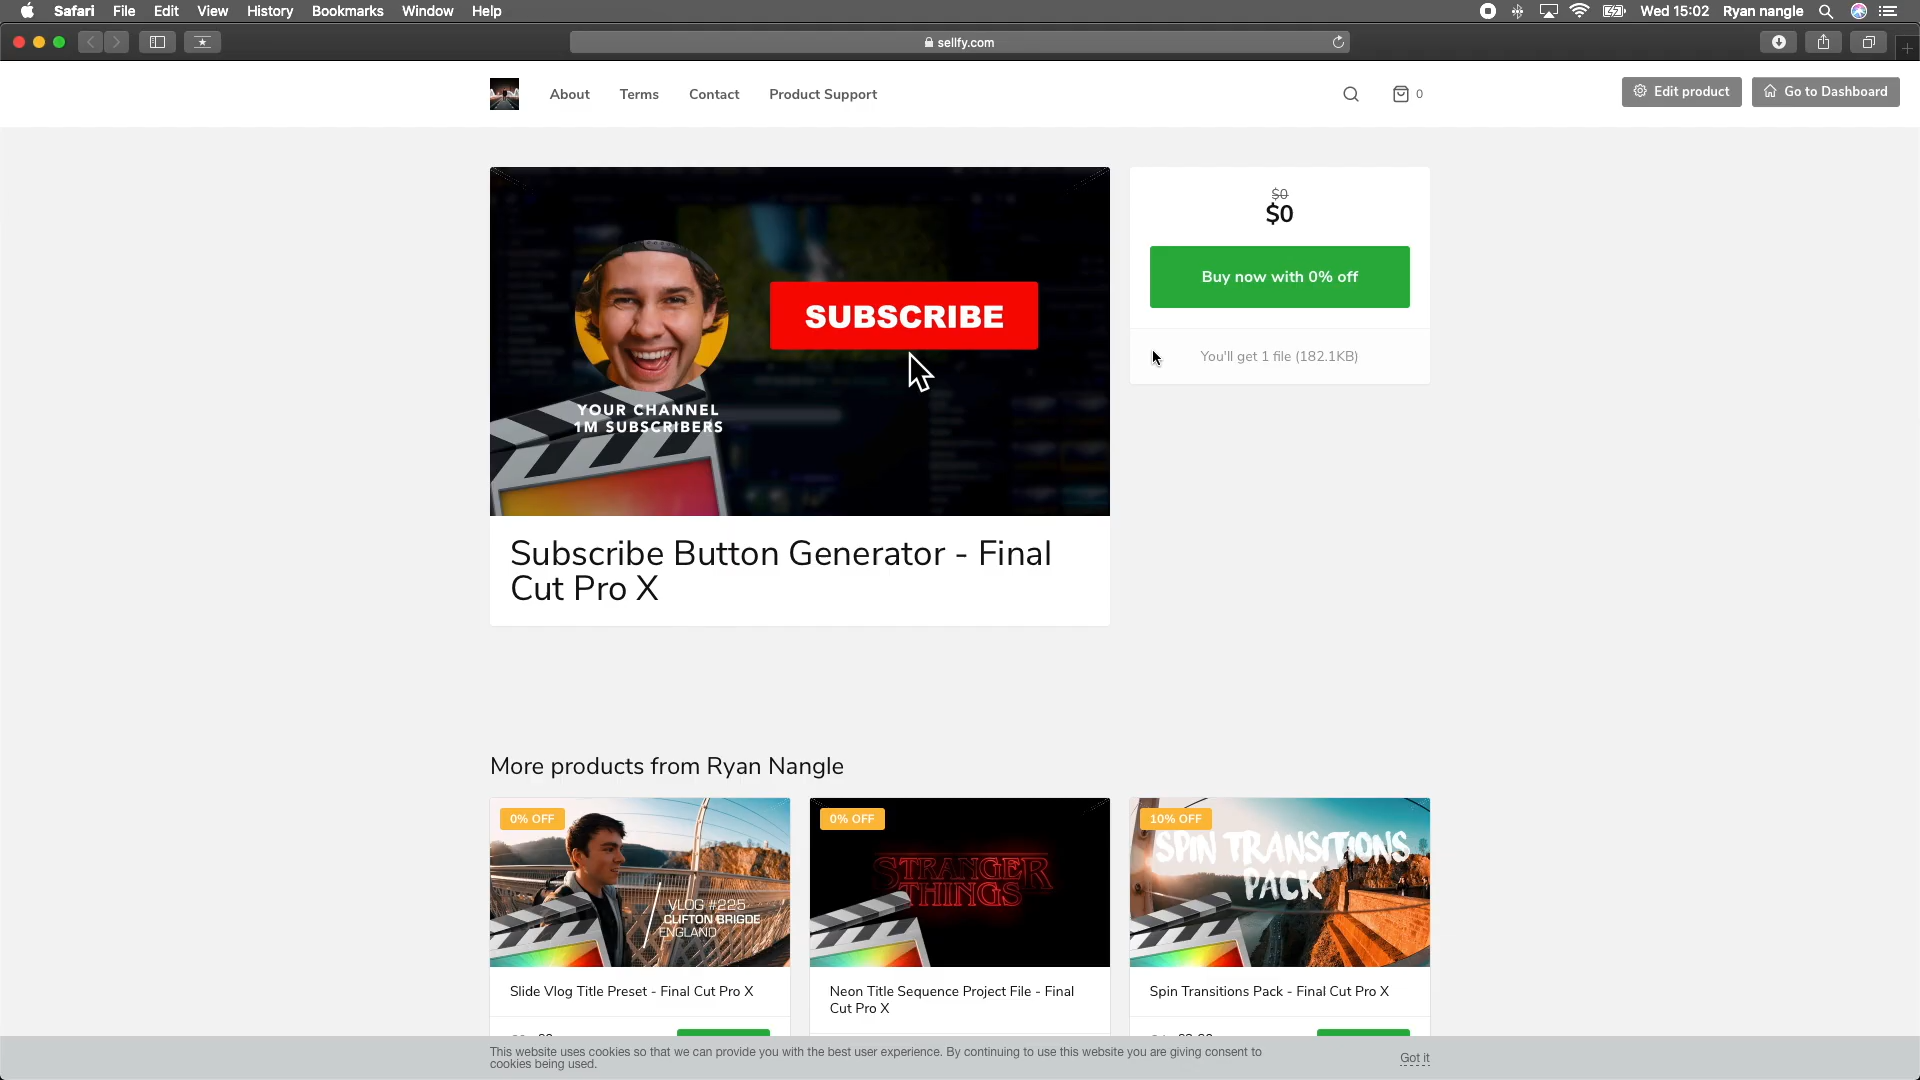 Safari File Edit View History Bookmarks Window Help
Wed 15:02 Ryan nangle
sellfy.com
About Terms Contact Product Support
0
Edit product
Go to Dashboard
SUBSCRIBE
YOUR CHANNEL
1M SUBSCRIBERS
$0
$0
Buy now with 0% off
You'll get 1 file (182.1KB)
Subscribe Button Generator - Final
Cut Pro X
More products from Ryan Nangle
0% OFF
VLOG #225
CLIFTON BRIGDE
ENGLAND
Slide Vlog Title Preset - Final Cut Pro X
0% OFF
STRANGER
THINGS
Neon Title Sequence Project File - Final
Cut Pro X
10% OFF
SPIN TRANSITIONS
PACK
Spin Transitions Pack - Final Cut Pro X
This website uses cookies so that we can provide you with the best user experience. By continuing to use this website you are giving consent to
cookies being used.
Got it